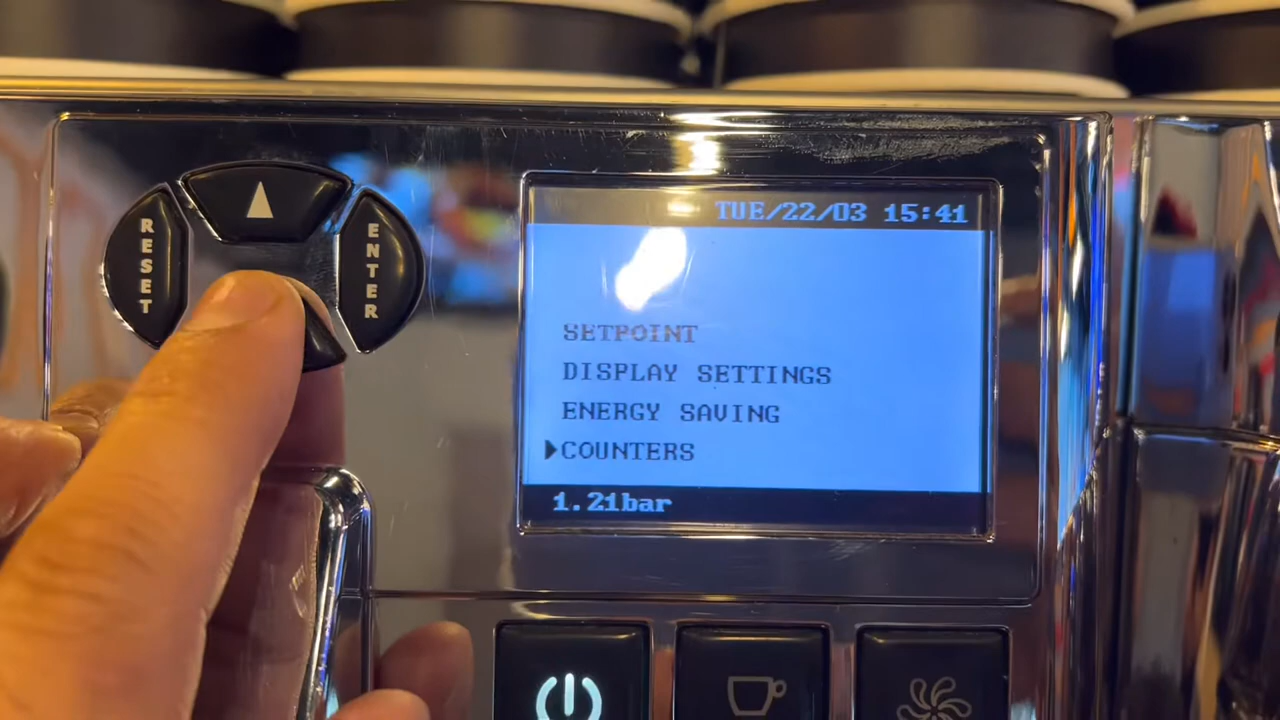 RESET
ENTER
TUE/22/03 15:41
SETPOINT
DISPLAY SETTINGS
ENERGY SAVING
COUNTERS
1.21bar